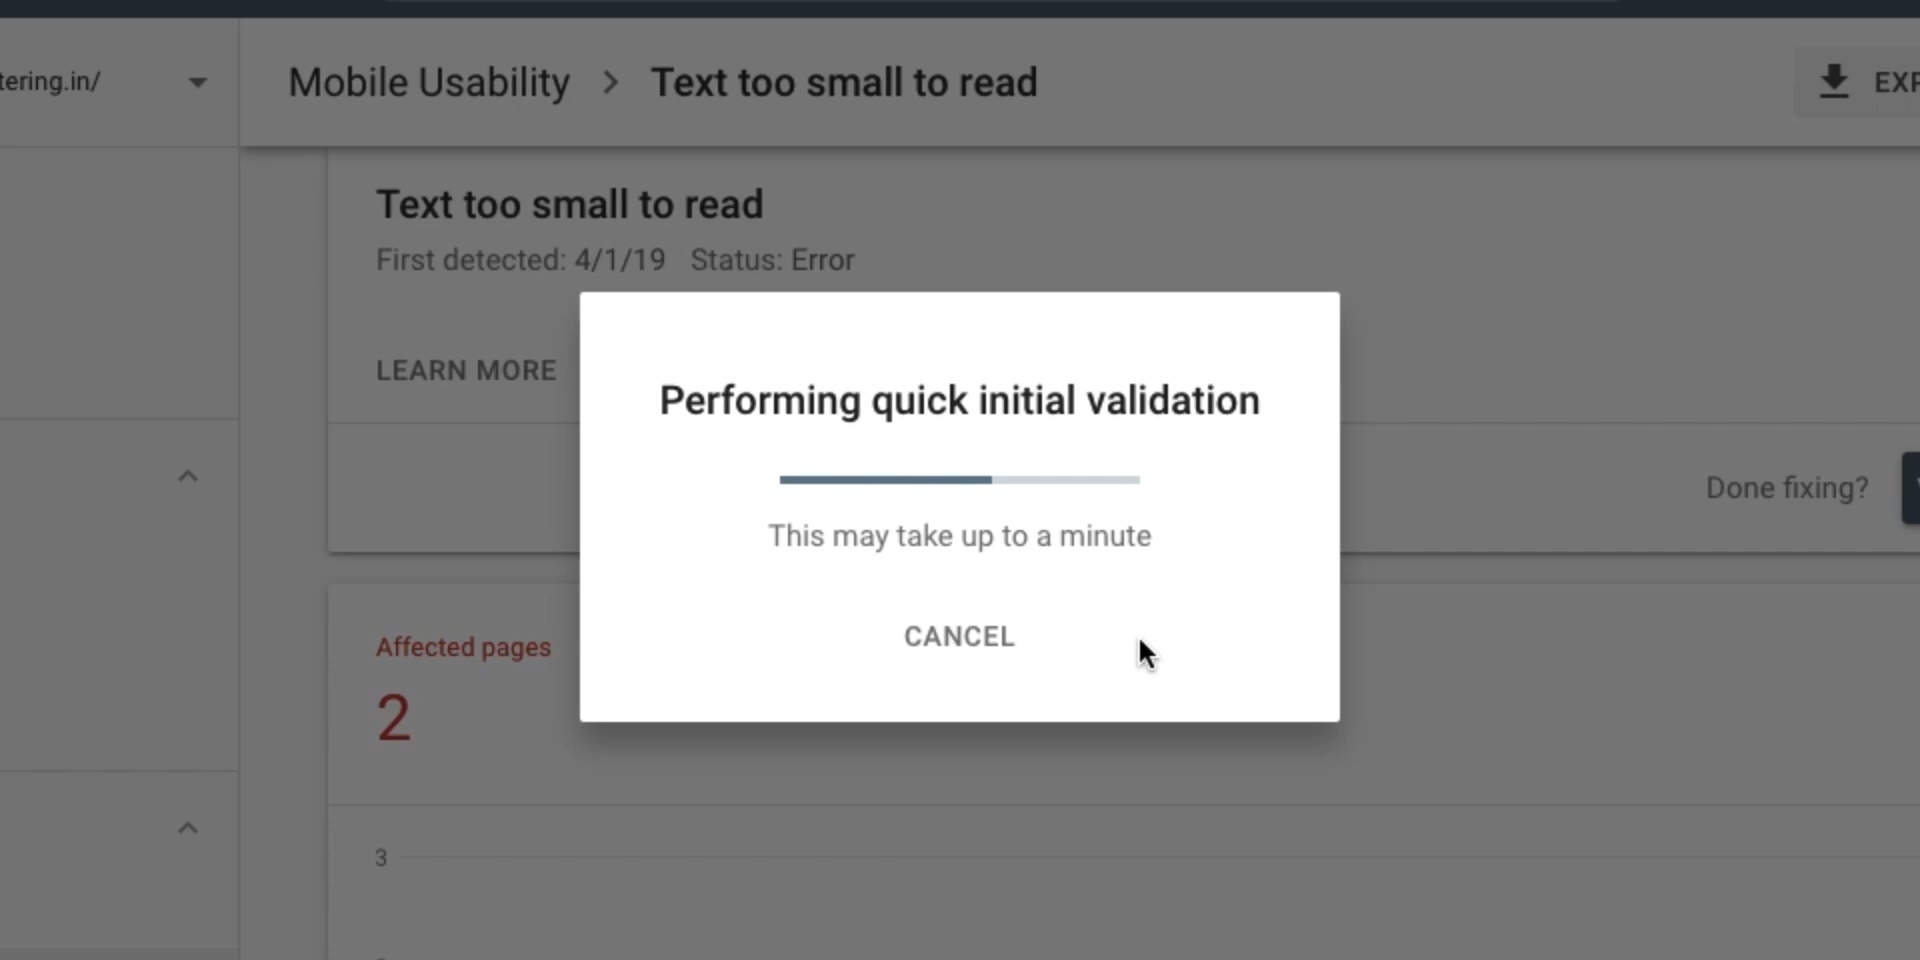 tering.in/
Mobile Usability > Text too small to read
EXP
Text too small to read
First detected: 4/1/19 Status: Error
LEARN MORE
Performing quick initial validation
This may take up to a minute
CANCEL
Done fixing?
Affected pages
2
3